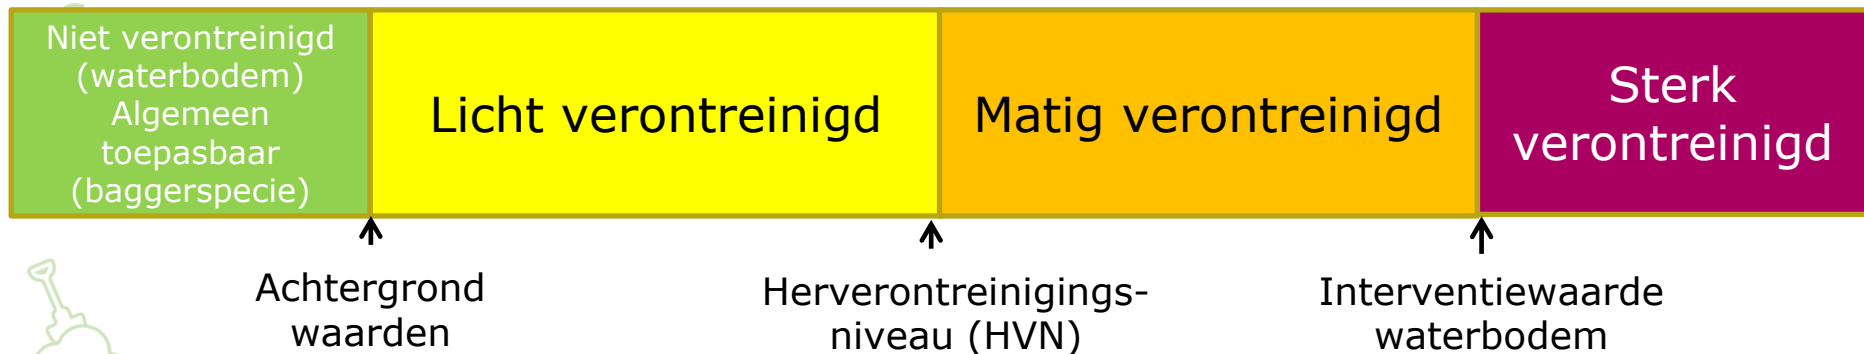 Niet verontreinigd
(waterbodem)
Algemeen
toepasbaar
(baggerspecie)
Licht verontreinigd
Matig verontreinigd
Sterk
verontreinigd
Achtergrond
waarden
Herverontreinigings-
niveau (HVN)
Interventiewaarde
waterbodem